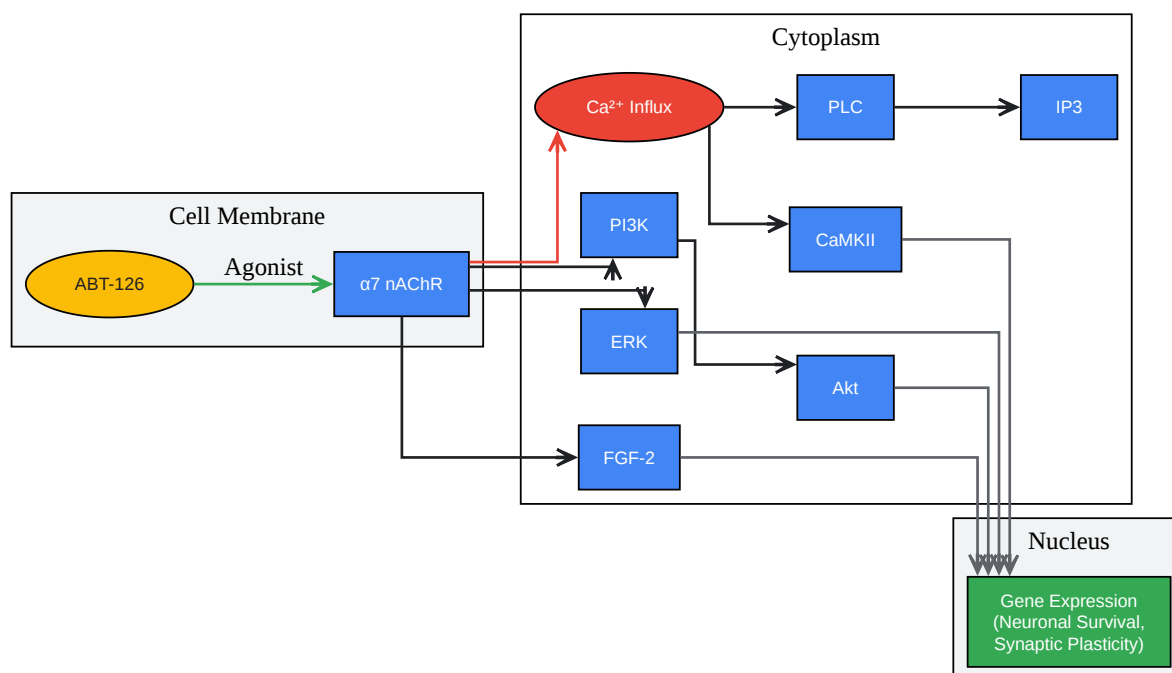 Cytoplasm
Ca²⁺ Influx
PLC
IP3
Cell Membrane
PI3K
CaMKII
ABT-126
Agonist
α7 nAChR
ERK
Akt
FGF-2
Nucleus
Gene Expression
(Neuronal Survival,
Synaptic Plasticity)